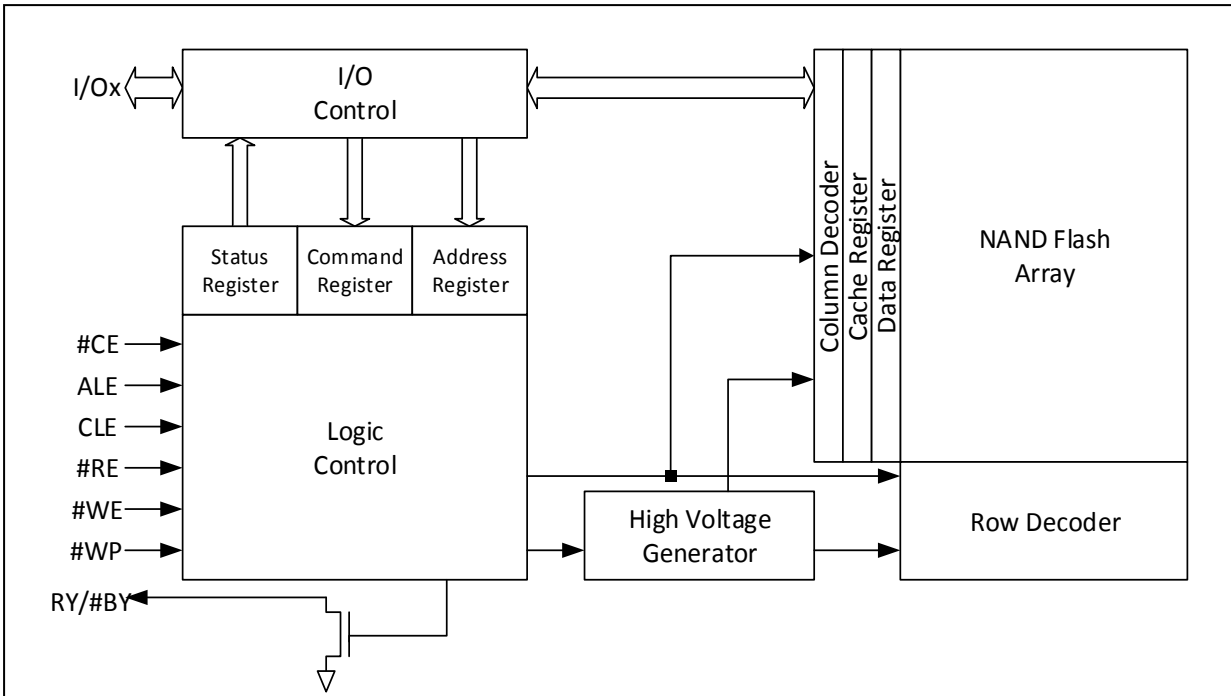 I/Ox
I/O
Control
Status
Register
Command
Register
Address
Register
#CE
ALE
CLE
#RE
#WE
#WP
RY/#BY
Logic
Control
High Voltage
Generator
Column Decoder
Cache Register
Data Register
NAND Flash
Array
Row Decoder